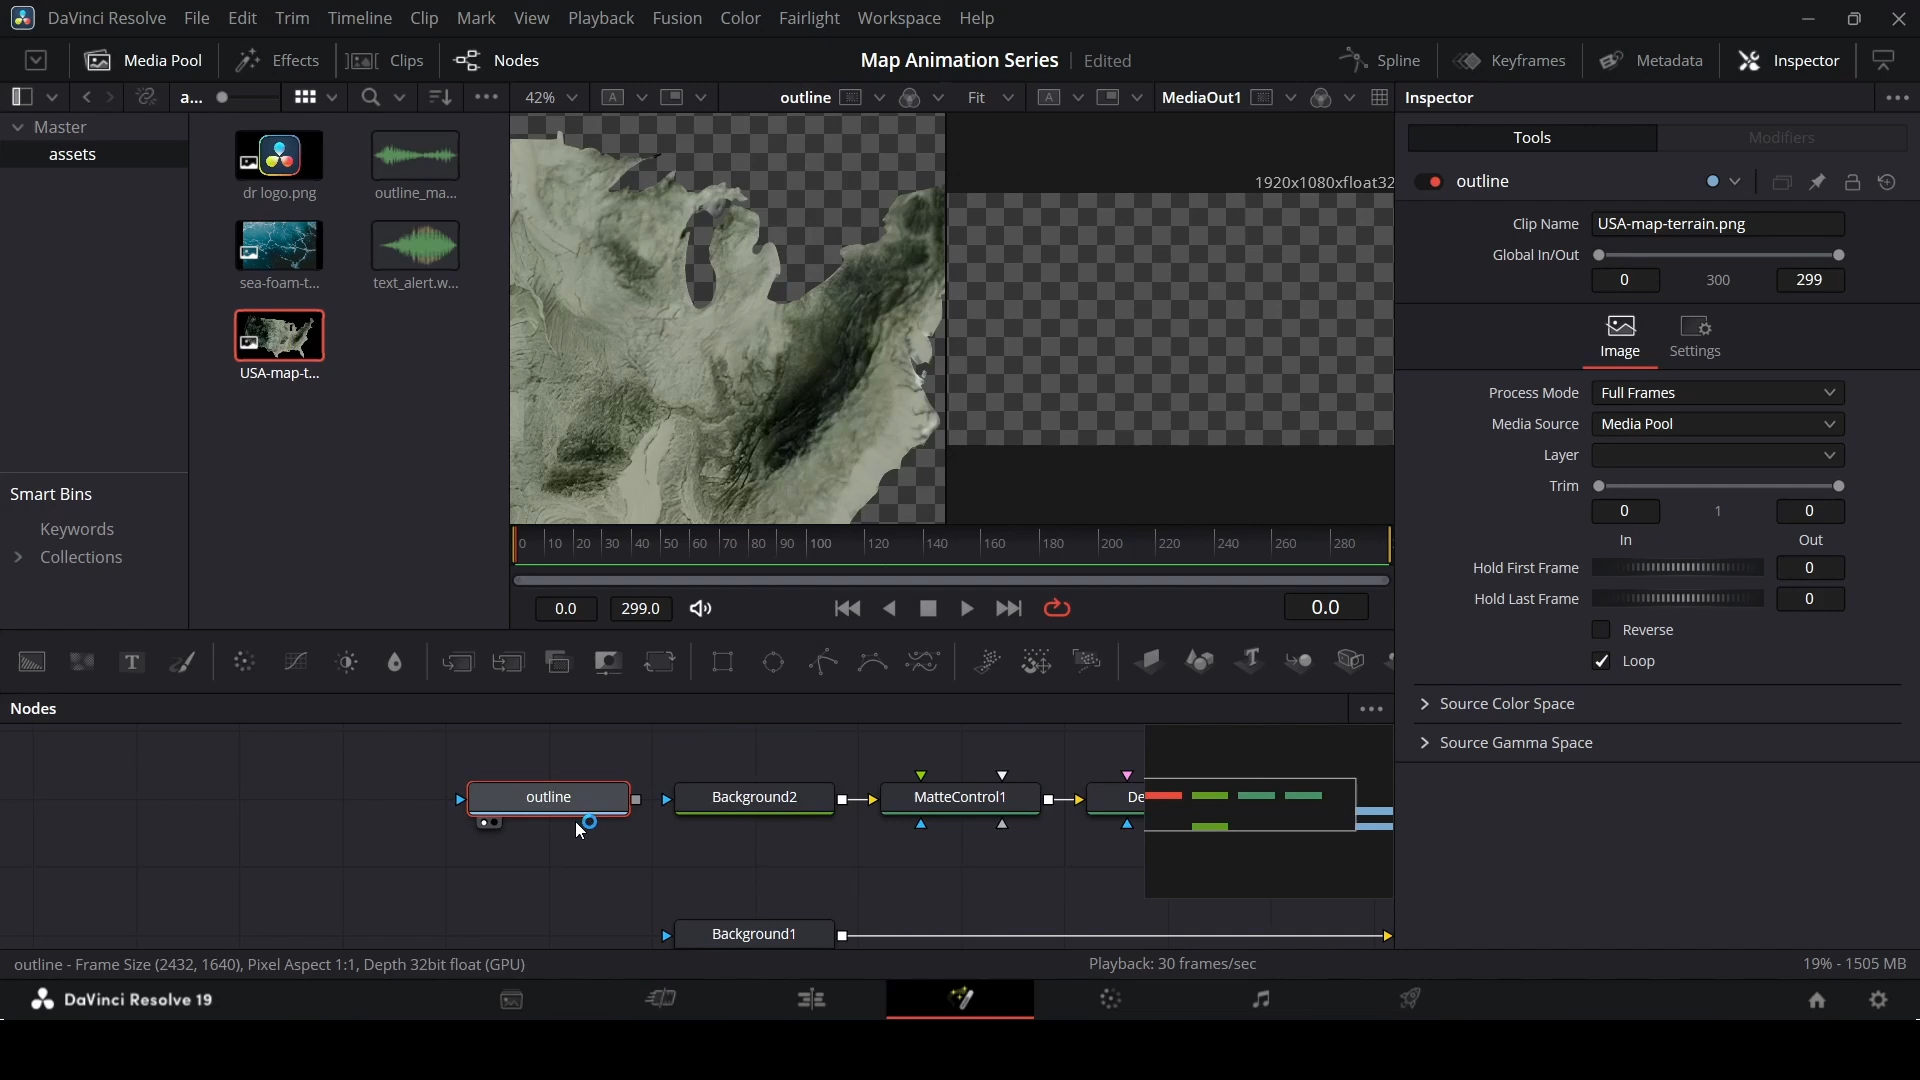 DaVinci Resolve File Edit Trim Timeline Clip Mark View Playback Fusion Color Fairlight Workspace Help
Media Pool Effects Clips Nodes Map Animation Series Edited Spline Keyframes Metadata Inspector
a... 42% outline Fit MediaOut1 Inspector
Master
assets
dr logo.png
outline_ma...
sea-foam-t...
text_alert.w...
USA-map-t...
Smart Bins
Keywords
Collections
1920x1080xfloat32
0 10 20 30 40 50 60 70 80 90 100 120 140 160 180 200 220 240 260 280
0.0 299.0 0.0
Tools Modifiers
outline
Clip Name USA-map-terrain.png
Global In/Out
0 300 299
Image Settings
Process Mode Full Frames
Media Source Media Pool
Layer
Trim
0 1 0
In Out
Hold First Frame 0
Hold Last Frame 0
Reverse
Loop
Source Color Space
Source Gamma Space
Nodes
outline Background2 MatteControl1 De
Background1
outline - Frame Size (2432, 1640), Pixel Aspect 1:1, Depth 32bit float (GPU) Playback: 30 frames/sec 19% - 1505 MB
DaVinci Resolve 19